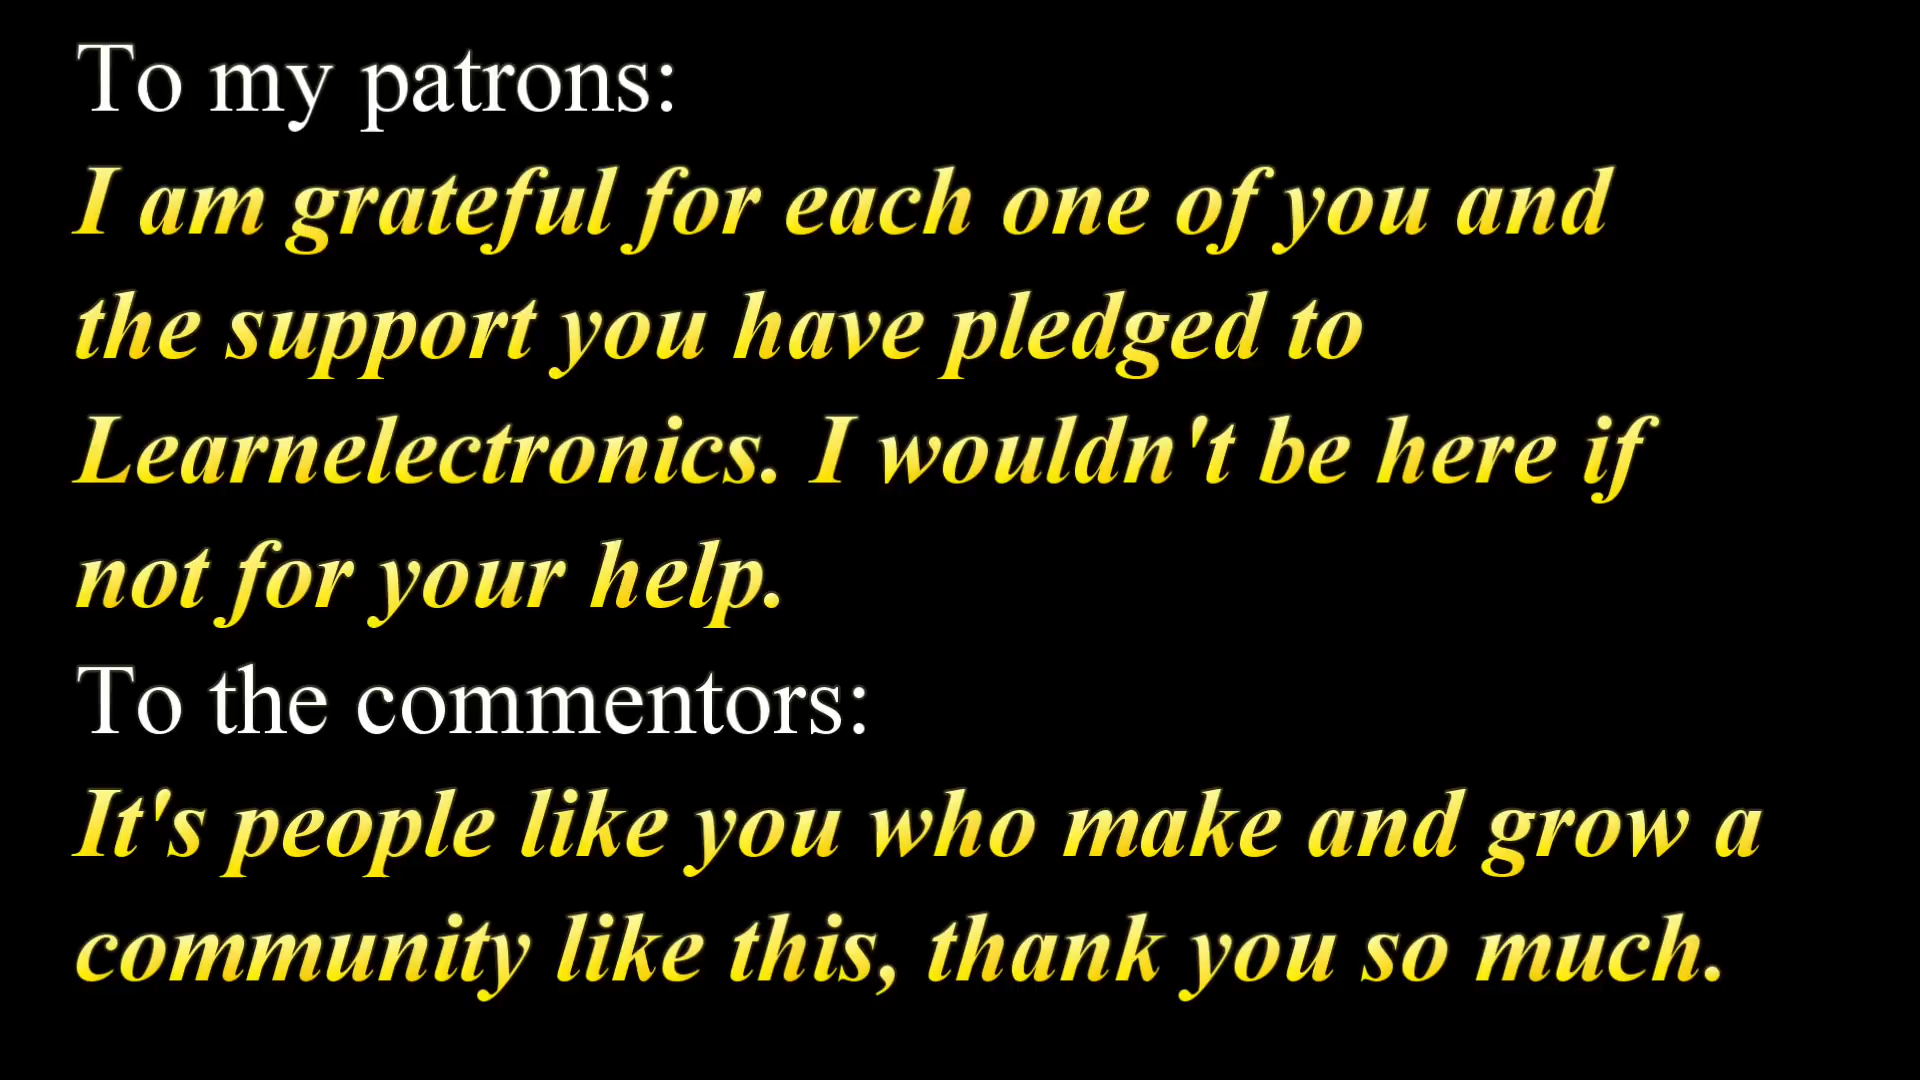 To my patrons:
I am grateful for each one of you and
the support you have pledged to
Learnelectronics. I wouldn't be here if
not for your help.
To the commentors:
It's people like you who make and grow a
community like this, thank you so much.